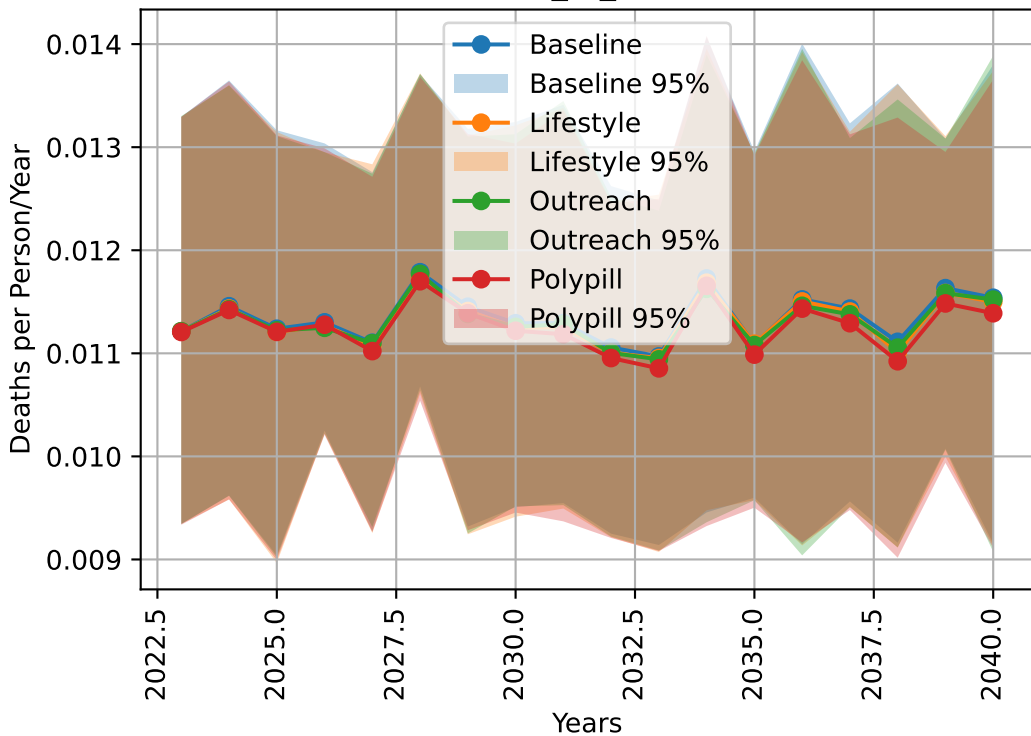 0.014
0.013
0.012
0.011
0.010
0.009
Deaths per Person/Year
Baseline
Baseline 95%
Lifestyle
Lifestyle 95%
Outreach
Outreach 95%
Polypill
Polypill 95%
2022.5
2025.0
2027.5
2030.0
2032.5
2035.0
2037.5
2040.0
Years